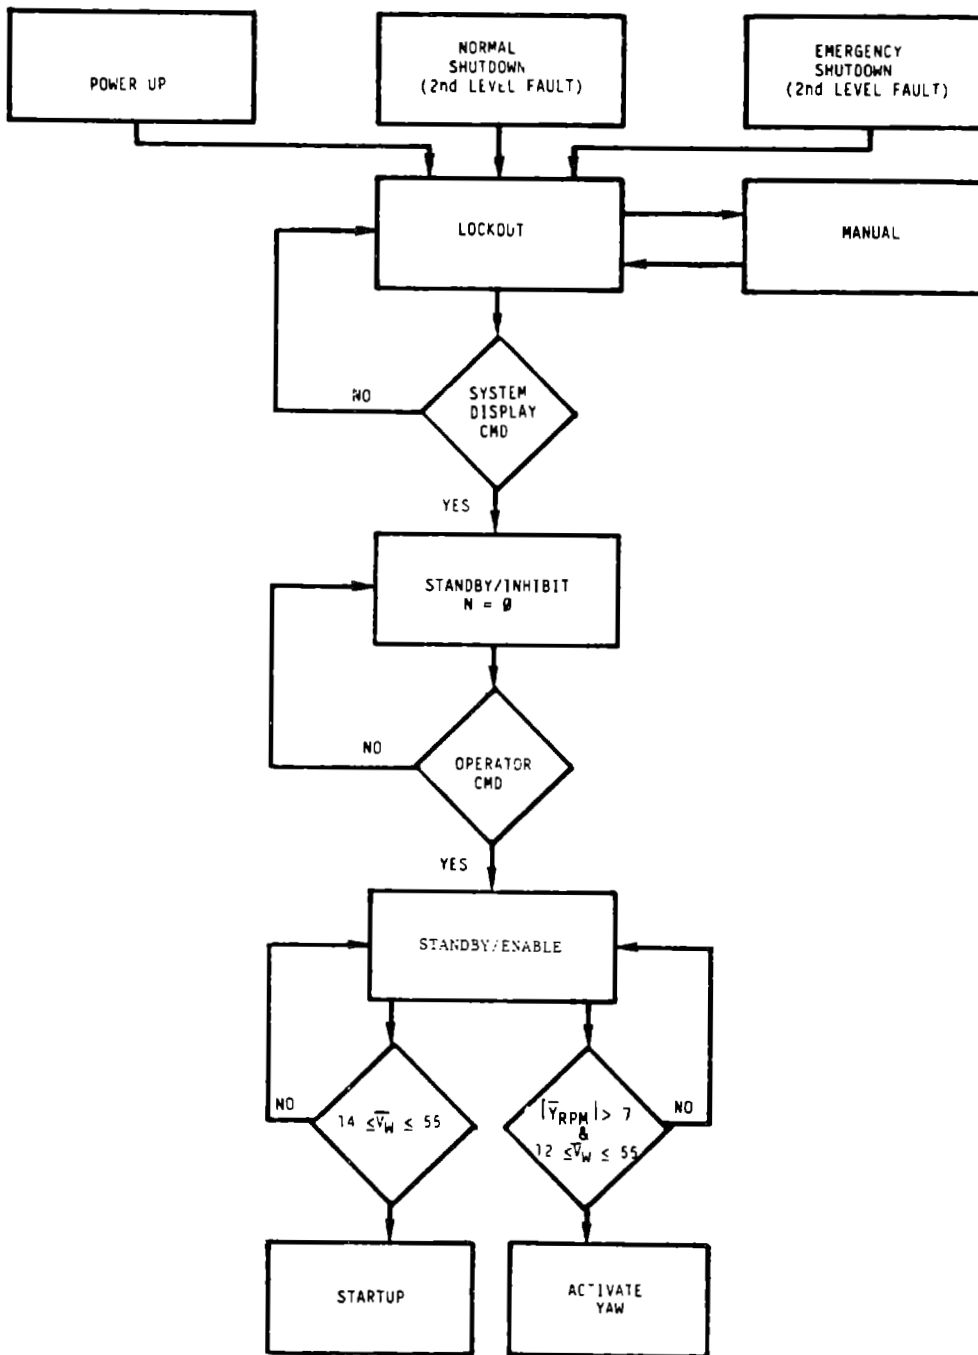 POWER UP
NORMAL
SHUTDOWN
(2nd LEVEL FAULT)
EMERGENCY
SHUTDOWN
(2nd LEVEL FAULT)
LOCKOUT
MANUAL
NO
SYSTEM
DISPLAY
CMD
YES
STANDBY/INHIBIT
N = Ø
NO
OPERATOR
CMD
YES
STANDBY/ENABLE
NO
14 ≤ V̅W ≤ 55
|Y̅RPM| > 7
&
12 ≤ V̅W ≤ 55
NO
STARTUP
ACTIVATE
YAW